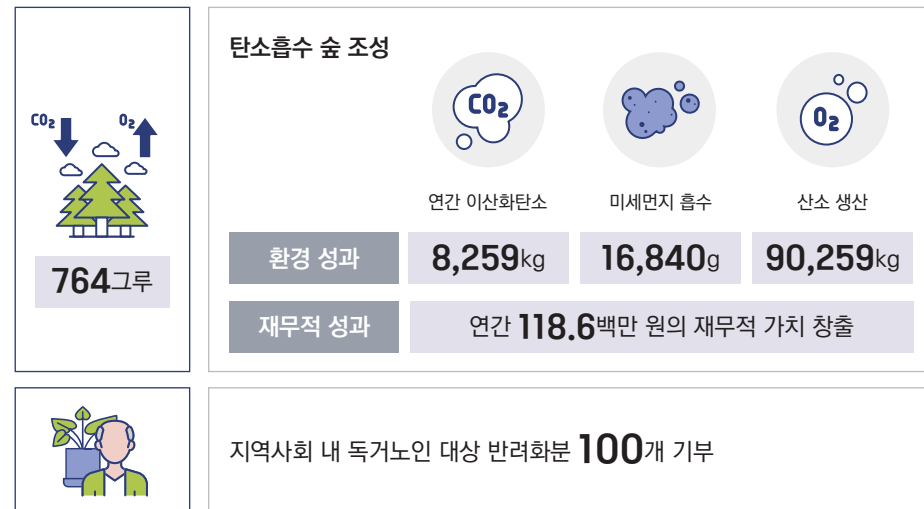 CO₂
O₂
764그루
탄소흡수 숲 조성
CO₂
O₂
연간 이산화탄소
미세먼지 흡수
산소 생산
환경 성과
8,259kg
16,840g
90,259kg
재무적 성과
연간 118.6백만 원의 재무적 가치 창출
지역사회 내 독거노인 대상 반려화분 100개 기부